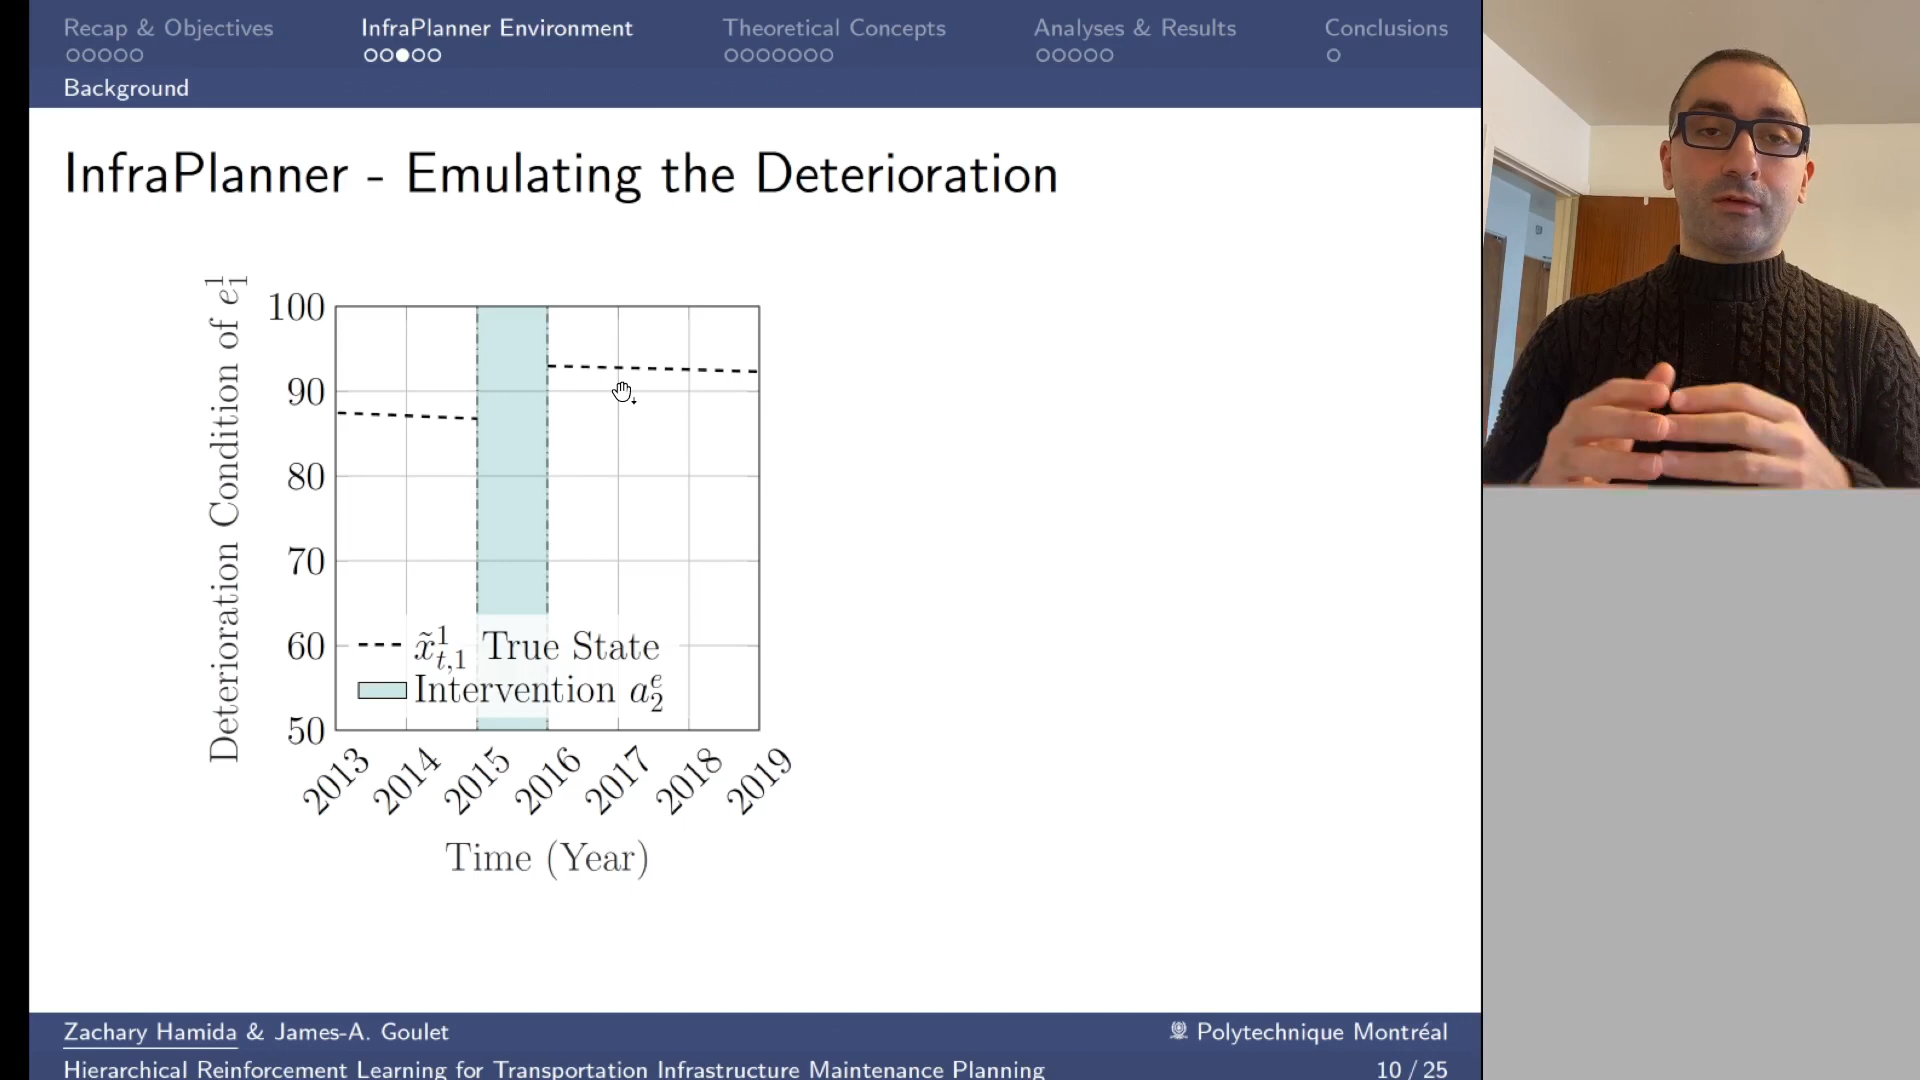 Recap & Objectives InfraPlanner Environment Theoretical Concepts Analyses & Results Conclusions
Background
InfraPlanner - Emulating the Deterioration
Deterioration Condition of e_1^1
100
90
80
70
60
50
x̃_{t,1}^1 True State
Intervention a_2^e
2013 2014 2015 2016 2017 2018 2019
Time (Year)
Zachary Hamida & James-A. Goulet Polytechnique Montréal
Hierarchical Reinforcement Learning for Transportation Infrastructure Maintenance Planning 10 / 25